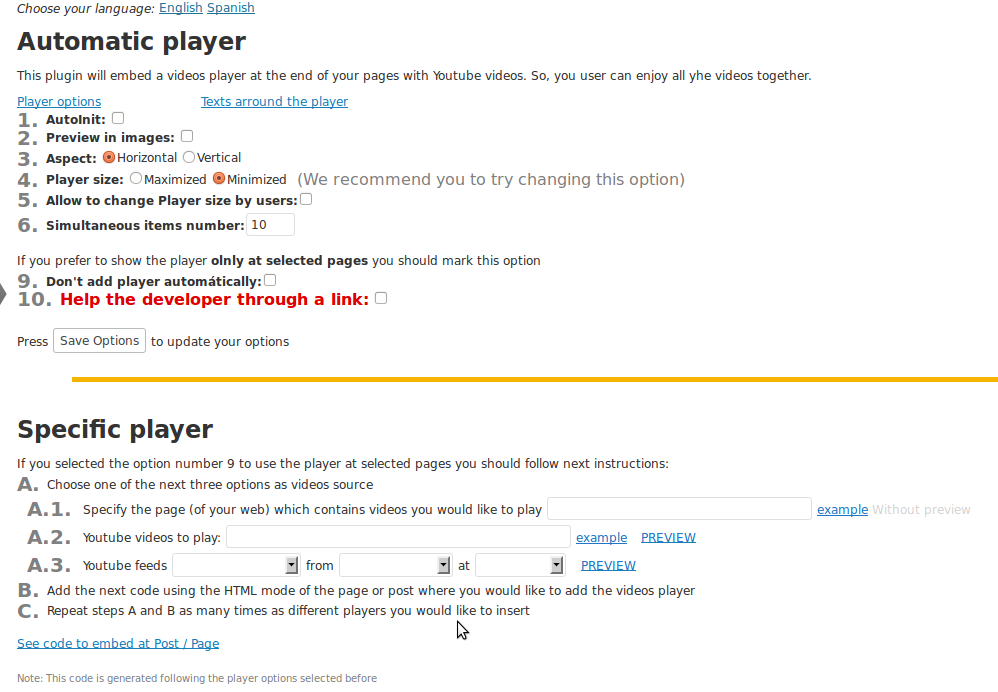 Choose your language: English Spanish
Automatic player
This plugin will embed a videos player at the end of your pages with Youtube videos. So, you user can enjoy all yhe videos together.
Player options Texts arround the player
1. AutoInit:
2. Preview in images:
3. Aspect: Horizontal Vertical
4. Player size: Maximized Minimized (We recommend you to try changing this option)
5. Allow to change Player size by users:
6. Simultaneous items number: 10
If you prefer to show the player olnly at selected pages you should mark this option
9. Don't add player automátically:
10. Help the developer through a link:
Press Save Options to update your options
Specific player
If you selected the option number 9 to use the player at selected pages you should follow next instructions:
A. Choose one of the next three options as videos source
A.1. Specify the page (of your web) which contains videos you would like to play example Without preview
A.2. Youtube videos to play: example PREVIEW
A.3. Youtube feeds from at PREVIEW
B. Add the next code using the HTML mode of the page or post where you would like to add the videos player
C. Repeat steps A and B as many times as different players you would like to insert
See code to embed at Post / Page
Note: This code is generated following the player options selected before